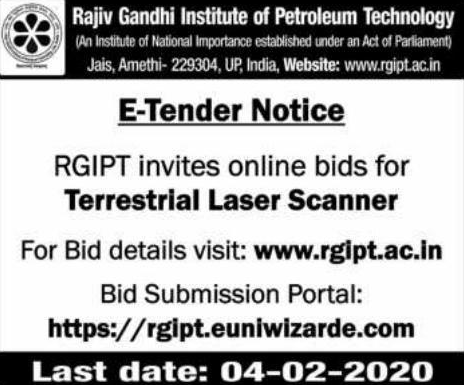 Rajiv Gandhi Institute of Petroleum Technology
(An Institute of National Importance established under an Act of Parliament)
Jais, Amethi- 229304, UP, India, Website: www.rgipt.ac.in
E-Tender Notice
RGIPT invites online bids for
Terrestrial Laser Scanner
For Bid details visit: www.rgipt.ac.in
Bid Submission Portal:
https://rgipt.euniwizarde.com
Last date: 04-02-2020